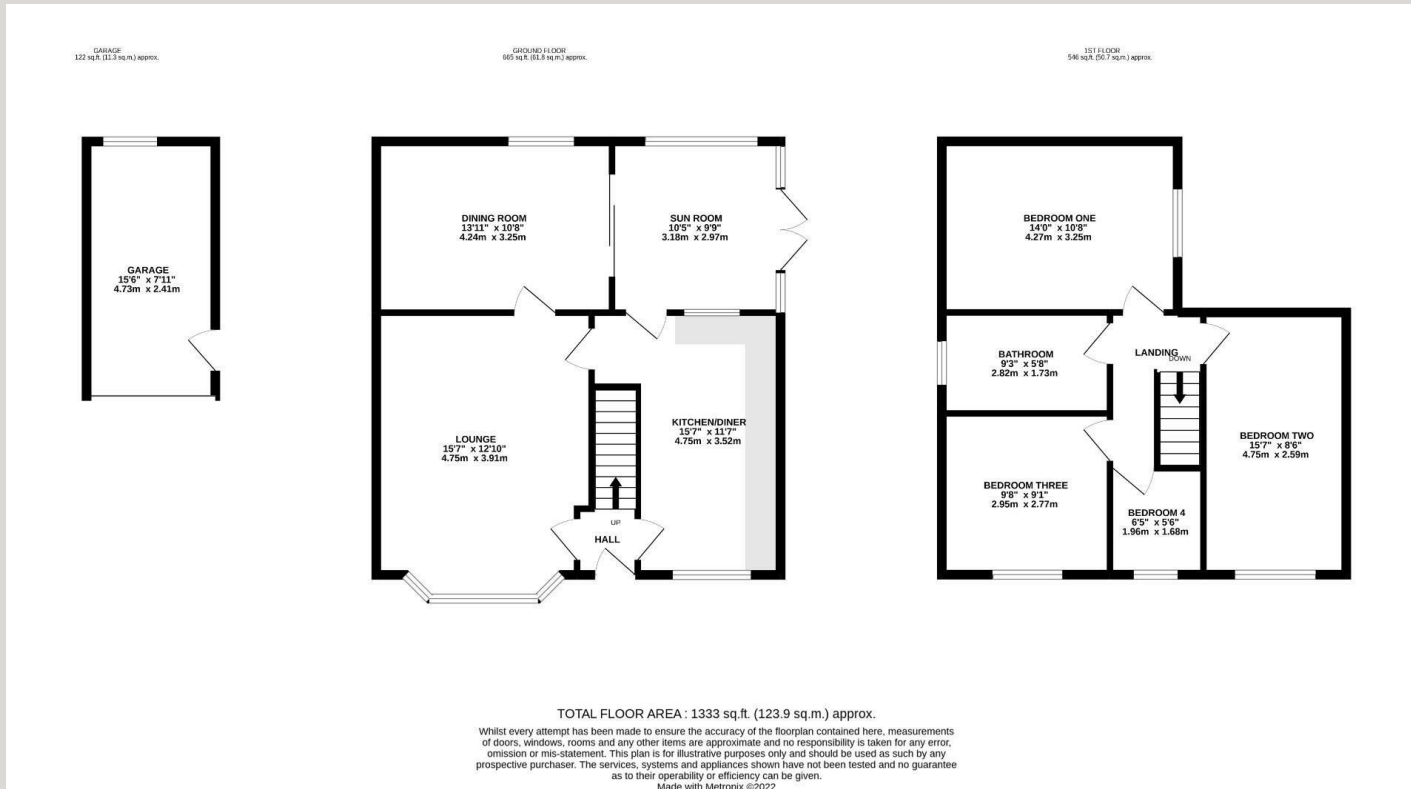 GARAGE
122 sq.ft. (11.3 sq.m.) approx.
GROUND FLOOR
665 sq.ft. (61.8 sq.m.) approx.
1ST FLOOR
546 sq.ft. (50.7 sq.m.) approx.
GARAGE
15'6" x 7'11"
4.73m x 2.41m
DINING ROOM
13'11" x 10'8"
4.24m x 3.25m
SUN ROOM
10'5" x 9'9"
3.18m x 2.97m
LOUNGE
15'7" x 12'10"
4.75m x 3.91m
KITCHEN/DINER
15'7" x 11'7"
4.75m x 3.52m
UP
HALL
BEDROOM ONE
14'0" x 10'8"
4.27m x 3.25m
BATHROOM
9'3" x 5'8"
2.82m x 1.73m
LANDING
DOWN
BEDROOM TWO
15'7" x 8'6"
4.75m x 2.59m
BEDROOM THREE
9'8" x 9'1"
2.95m x 2.77m
BEDROOM 4
6'5" x 5'6"
1.96m x 1.68m
TOTAL FLOOR AREA : 1333 sq.ft. (123.9 sq.m.) approx.
Whilst every attempt has been made to ensure the accuracy of the floorplan contained here, measurements
of doors, windows, rooms and any other items are approximate and no responsibility is taken for any error,
omission or mis-statement. This plan is for illustrative purposes only and should be used as such by any
prospective purchaser. The services, systems and appliances shown have not been tested and no guarantee
as to their operability or efficiency can be given.
Made with Metropix ©2022